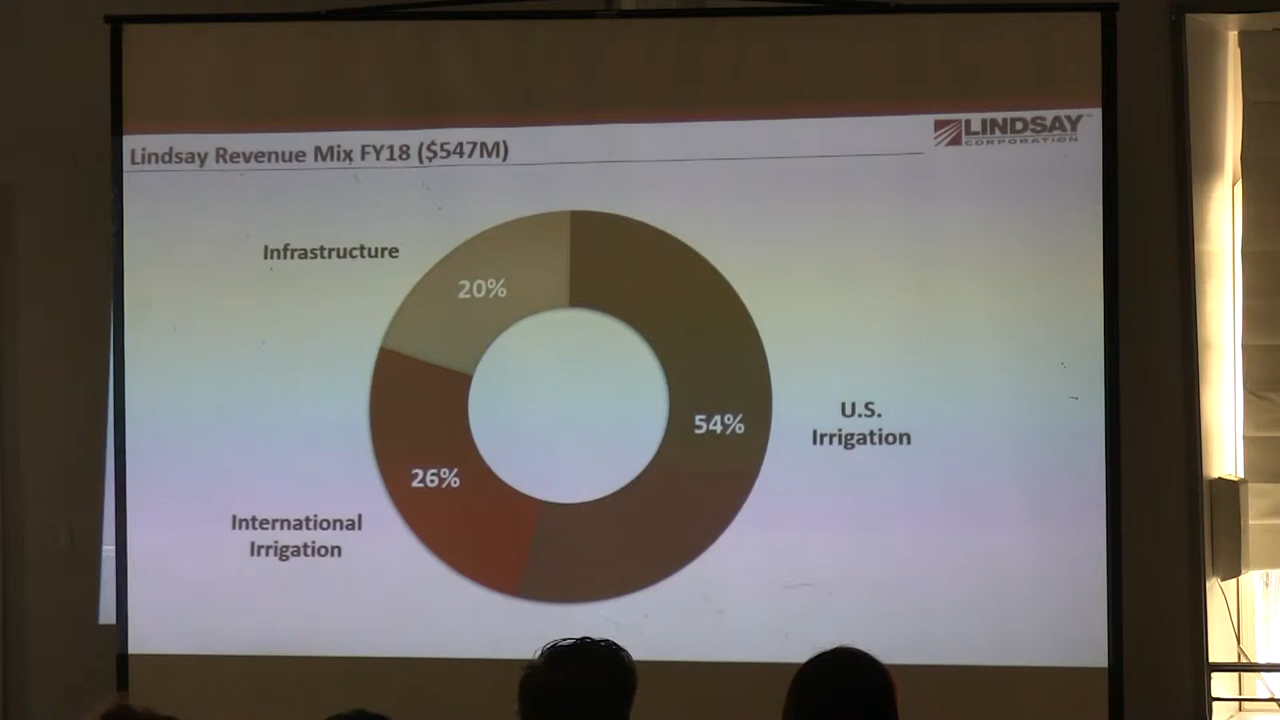 Lindsay Revenue Mix FY18 ($547M)
LINDSAY
CORPORATION
Infrastructure
20%
54%
U.S.
Irrigation
26%
International
Irrigation